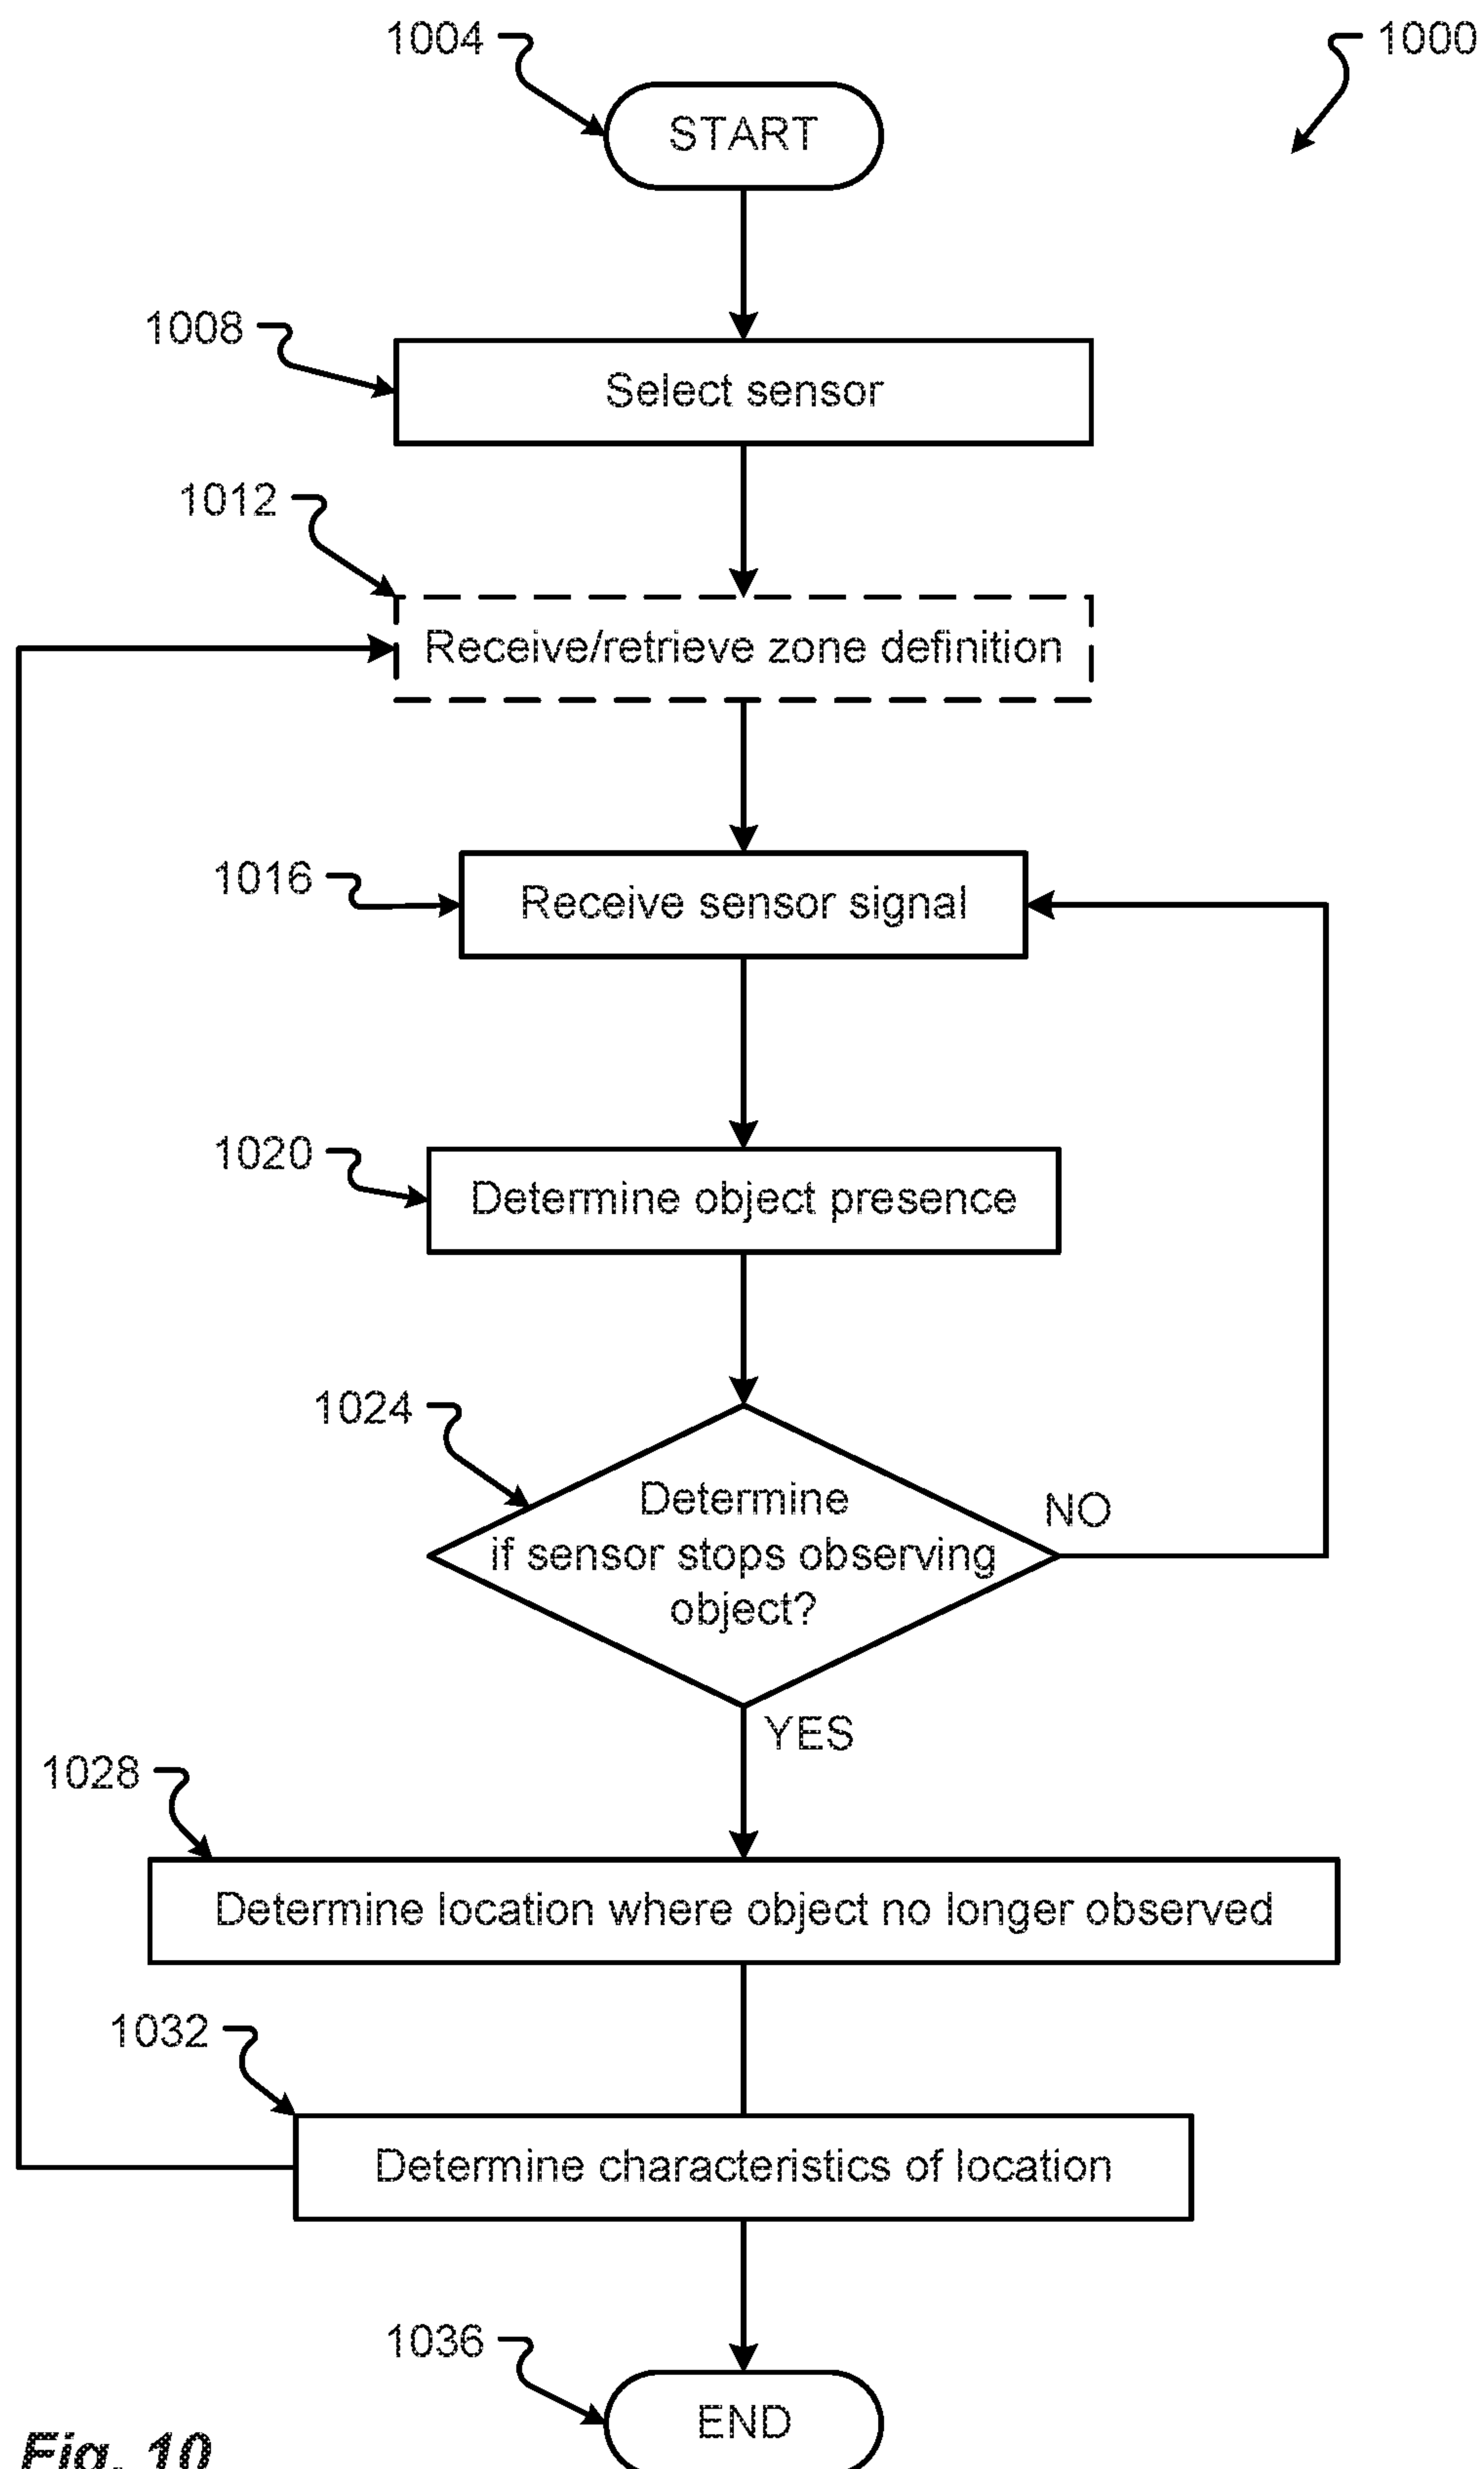 1004
1000
START
1008
Select sensor
1012
Receive/retrieve zone definition
1016
Receive sensor signal
1020
Determine object presence
1024
Determine
if sensor stops observing
object?
NO
YES
1028
Determine location where object no longer observed
1032
Determine characteristics of location
1036
END
Fig. 10